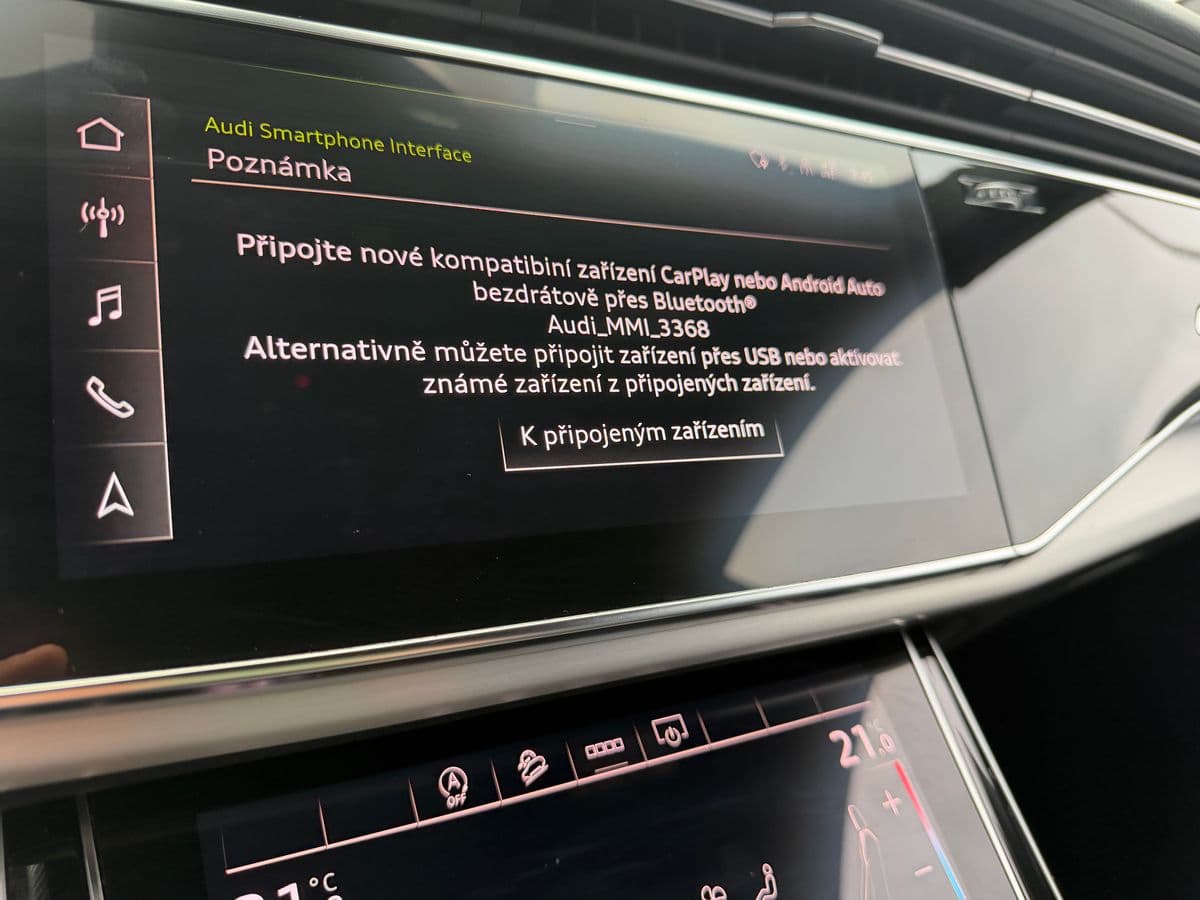 Audi Smartphone Interface
Poznámka
Připojte nové kompatibiní zařízení CarPlay nebo Android Auto
bezdrátově přes Bluetooth®
Audi_MMI_3368
Alternativně můžete připojit zařízení přes USB nebo aktivovat
známé zařízení z připojených zařízení.
K připojeným zařízením
A
OFF
21
°C
°C